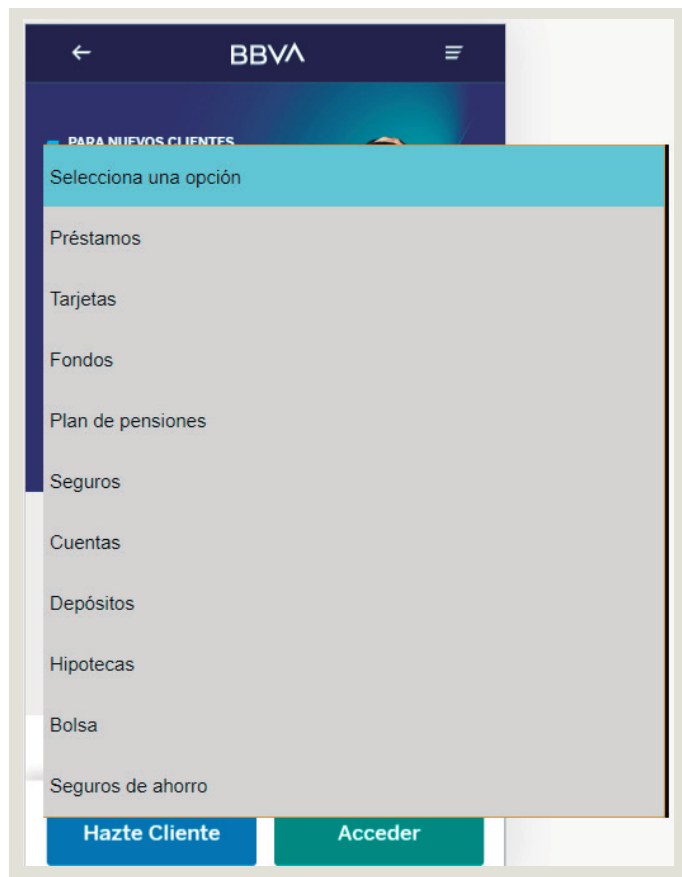 BBVA
PARA NUEVOS CLIENTES
Selecciona una opción
Préstamos
Tarjetas
Fondos
Plan de pensiones
Seguros
Cuentas
Depósitos
Hipotecas
Bolsa
Seguros de ahorro
Hazte Cliente
Acceder